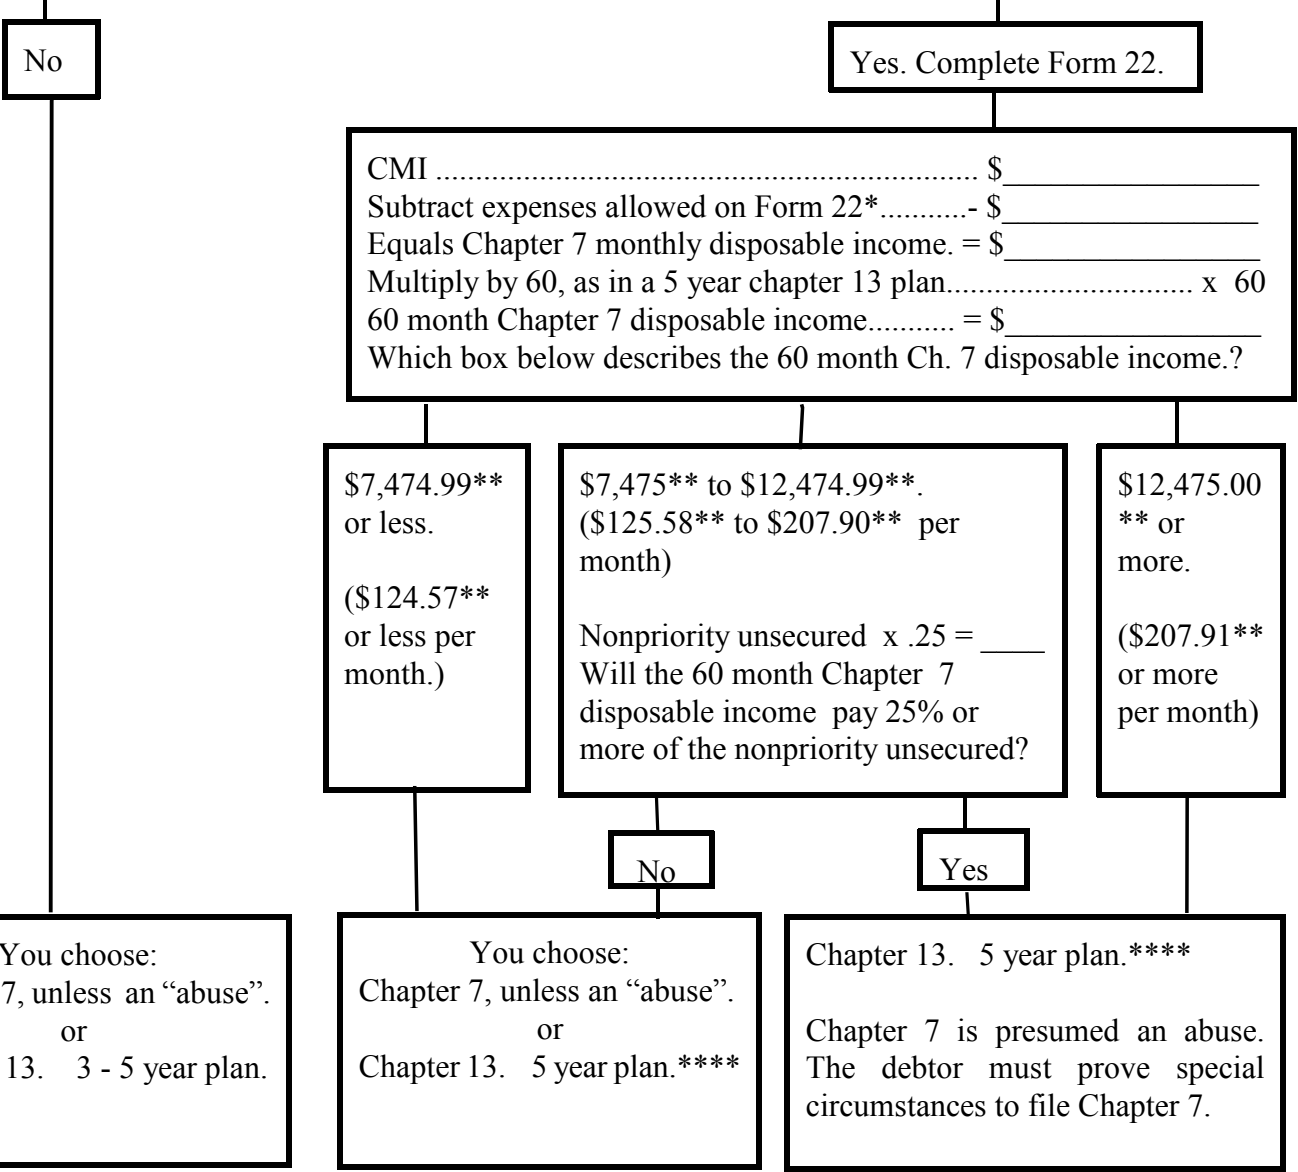 No
Yes. Complete Form 22.
CMI ........................................................... $________________
Subtract expenses allowed on Form 22*...........- $________________
Equals Chapter 7 monthly disposable income. = $________________
Multiply by 60, as in a 5 year chapter 13 plan........................... x 60
60 month Chapter 7 disposable income........... = $________________
Which box below describes the 60 month Ch. 7 disposable income.?
$7,474.99**
or less.
($124.57**
or less per
month.)
$7,475** to $12,474.99**.
($125.58** to $207.90** per
month)
Nonpriority unsecured x .25 = ____
Will the 60 month Chapter 7
disposable income pay 25% or
more of the nonpriority unsecured?
$12,475.00
** or
more.
($207.91**
or more
per month)
No
Yes
You choose:
7, unless an “abuse”.
or
13. 3 - 5 year plan.
You choose:
Chapter 7, unless an “abuse”.
or
Chapter 13. 5 year plan.****
Chapter 13. 5 year plan.****
Chapter 7 is presumed an abuse.
The debtor must prove special
circumstances to file Chapter 7.